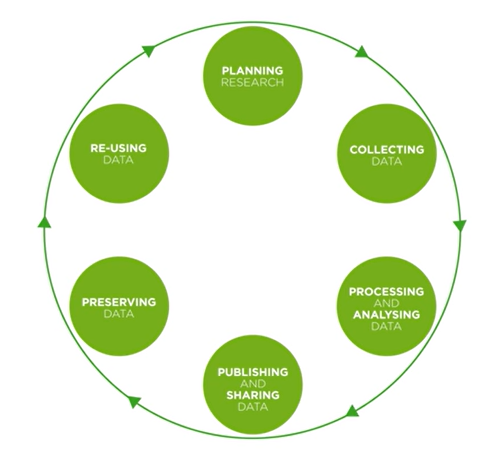 PLANNING
RESEARCH
COLLECTING
DATA
PROCESSING
AND
ANALYSING
DATA
PUBLISHING
AND
SHARING
DATA
PRESERVING
DATA
RE-USING
DATA